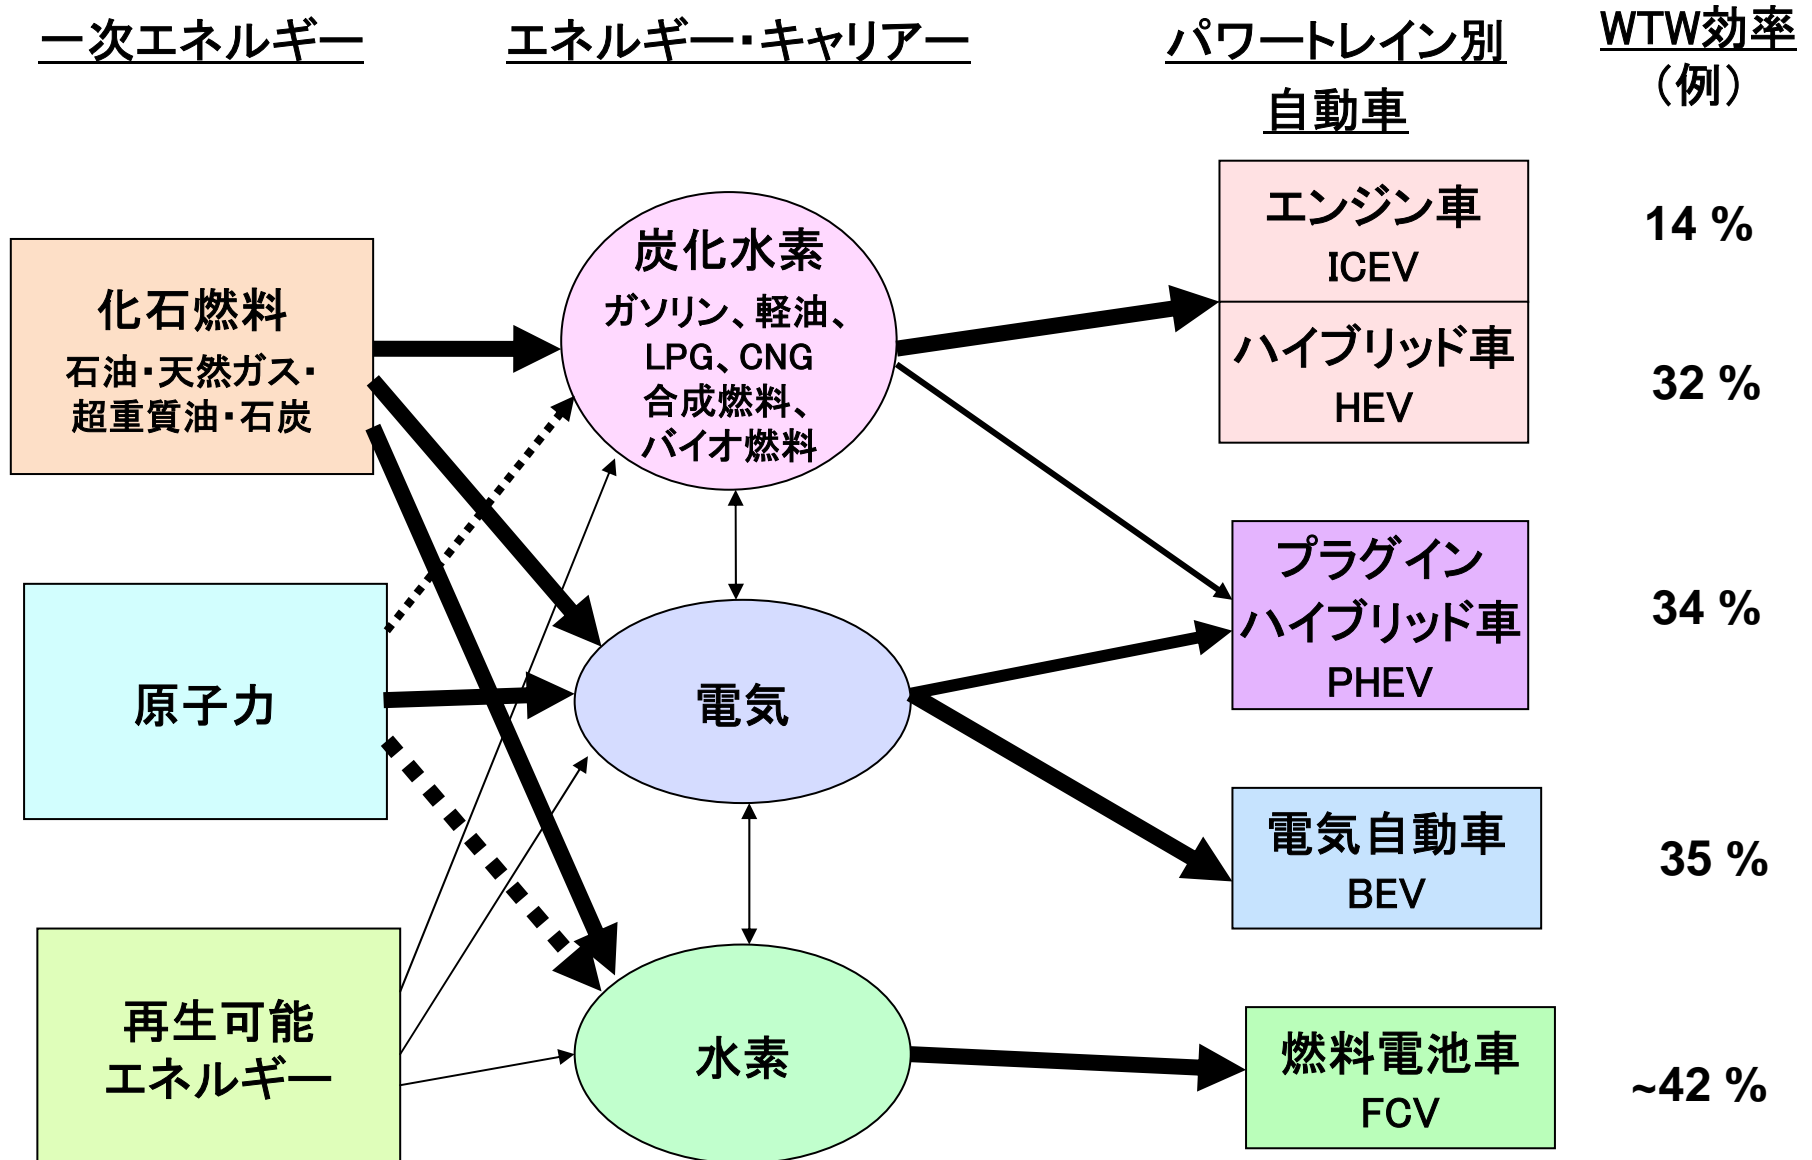 一次エネルギー
エネルギー・キャリアー
パワートレイン別
自動車
WTW効率
（例）
化石燃料
石油・天然ガス・
超重質油・石炭
原子力
再生可能
エネルギー
炭化水素
ガソリン、軽油、
LPG、CNG
合成燃料、
バイオ燃料
電気
水素
エンジン車
ICEV
14 %
ハイブリッド車
HEV
32 %
プラグイン
ハイブリッド車
PHEV
34 %
電気自動車
BEV
35 %
燃料電池車
FCV
~42 %